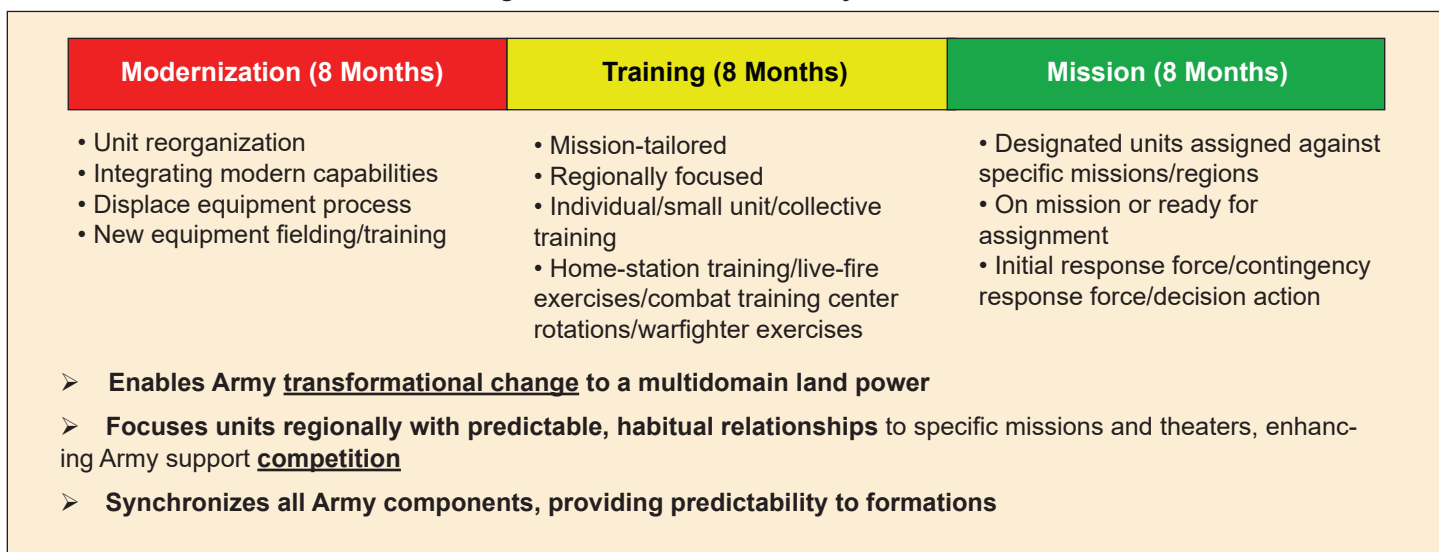 Modernization (8 Months)
Training (8 Months)
Mission (8 Months)
• Unit reorganization
• Integrating modern capabilities
• Displace equipment process
• New equipment fielding/training
• Mission-tailored
• Regionally focused
• Individual/small unit/collective
training
• Home-station training/live-fire
exercises/combat training center
rotations/warfighter exercises
• Designated units assigned against
specific missions/regions
• On mission or ready for
assignment
• Initial response force/contingency
response force/decision action
➢ Enables Army transformational change to a multidomain land power
➢ Focuses units regionally with predictable, habitual relationships to specific missions and theaters, enhanc-
ing Army support competition
➢ Synchronizes all Army components, providing predictability to formations